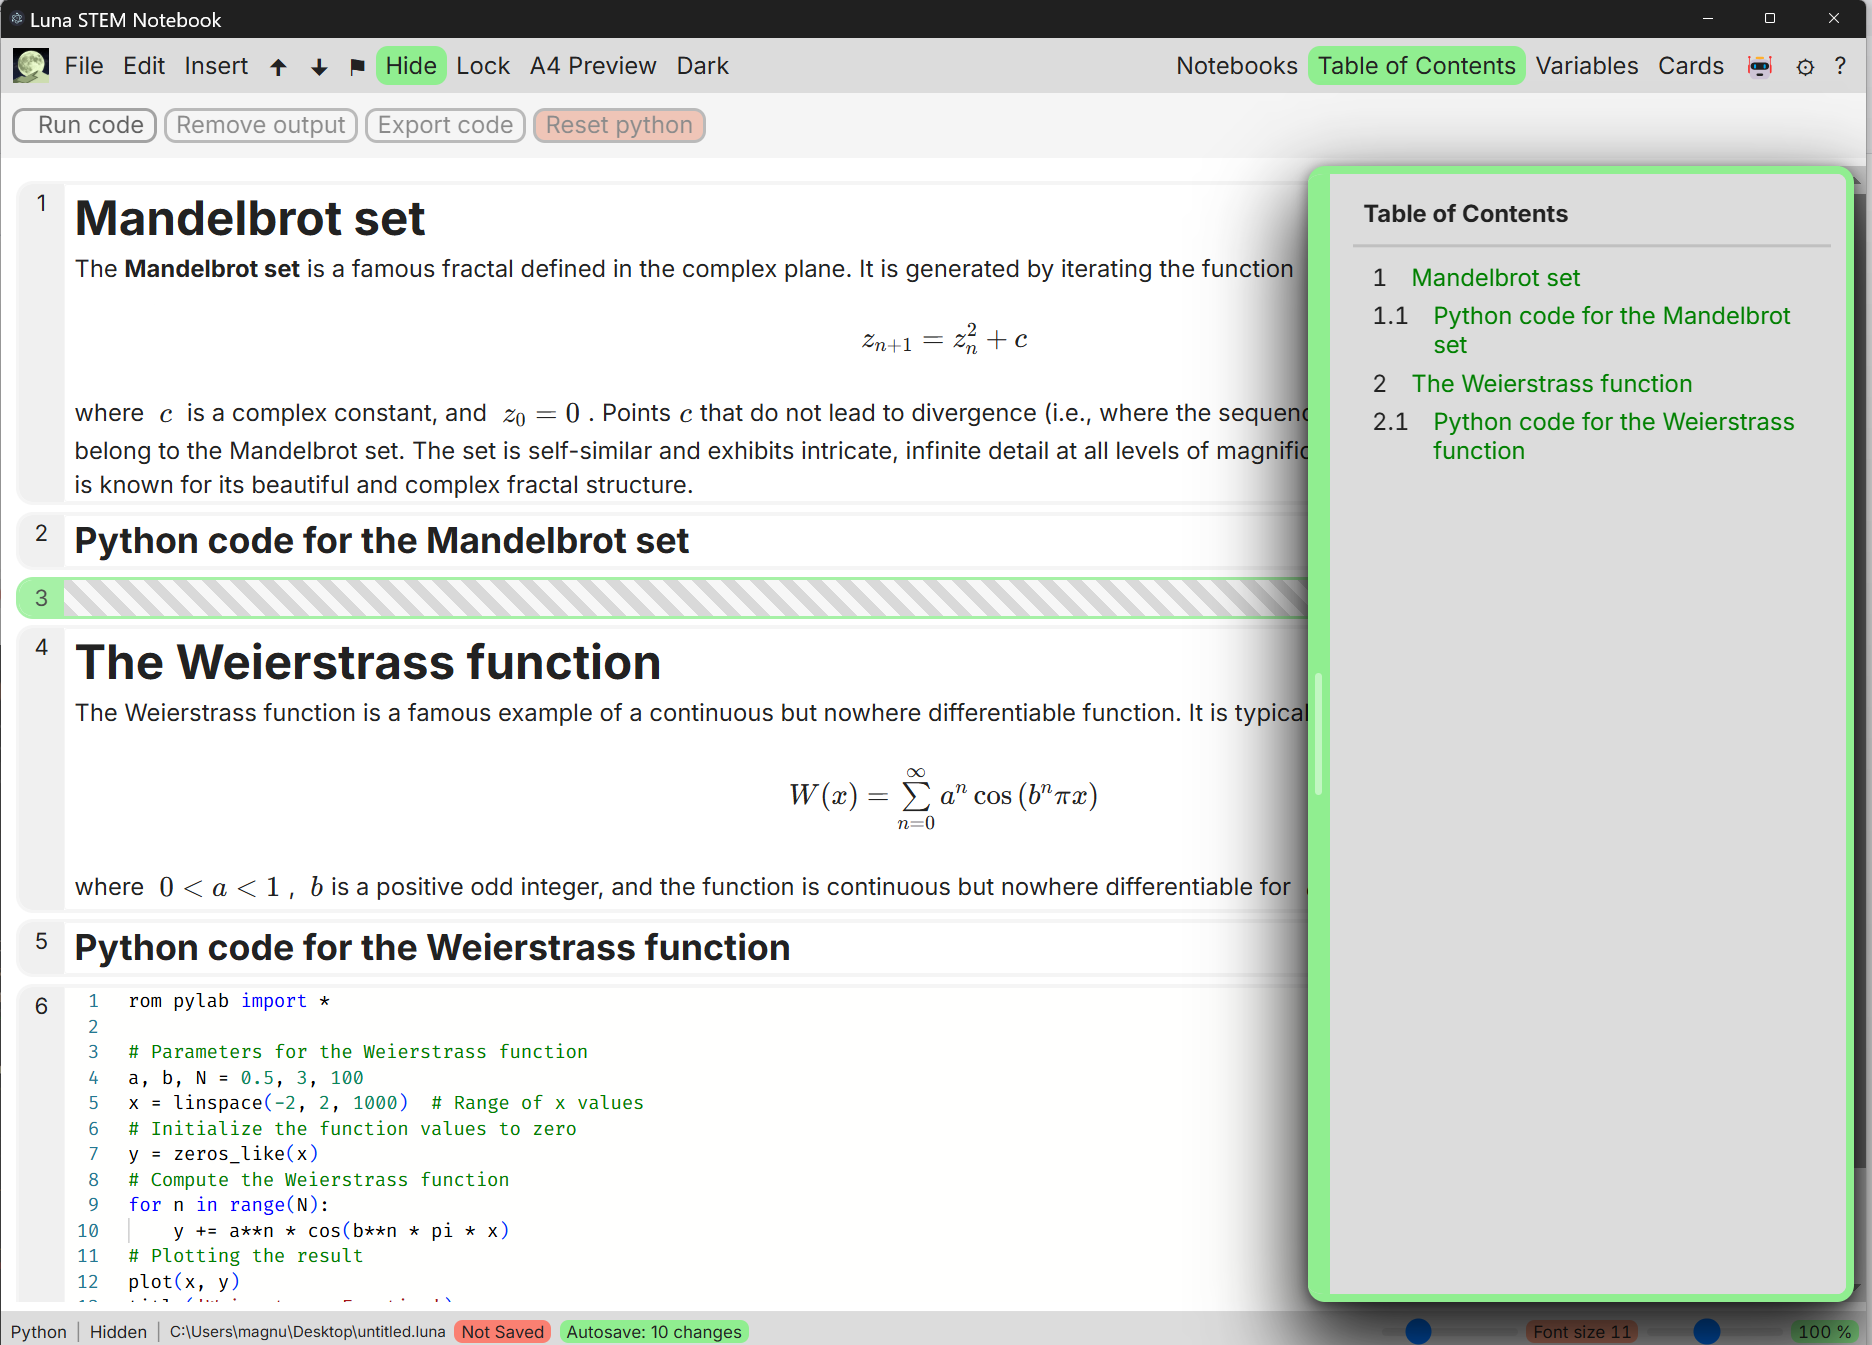 Luna STEM Notebook
File Edit Insert Hide Lock A4 Preview Dark Notebooks Table of Contents Variables Cards ?
Run code Remove output Export code Reset python
1
Mandelbrot set
The Mandelbrot set is a famous fractal defined in the complex plane. It is generated by iterating the function
z_{n+1} = z_n^2 + c
where c is a complex constant, and z_0 = 0 . Points c that do not lead to divergence (i.e., where the
belong to the Mandelbrot set. The set is self-similar and exhibits intricate, infinite detail at all levels of
is known for its beautiful and complex fractal structure.
2
Python code for the Mandelbrot set
3
4
The Weierstrass function
The Weierstrass function is a famous example of a continuous but nowhere differentiable function. It is
W(x) = ∑_{n=0}^{∞} a^n cos (b^n πx)
where 0 < a < 1 , b is a positive odd integer, and the function is continuous but nowhere differentiable for
5
Python code for the Weierstrass function
6
1 rom pylab import *
2
3 # Parameters for the Weierstrass function
4 a, b, N = 0.5, 3, 100
5 x = linspace(-2, 2, 1000)  # Range of x values
6 # Initialize the function values to zero
7 y = zeros_like(x)
8 # Compute the Weierstrass function
9 for n in range(N):
10     y += a**n * cos(b**n * pi * x)
11 # Plotting the result
12 plot(x, y)
Table of Contents
1 Mandelbrot set
1.1 Python code for the Mandelbrot
set
2 The Weierstrass function
2.1 Python code for the Weierstrass
function
Python | Hidden | C:\Users\magnu\Desktop\untitled.luna Not Saved Autosave: 10 changes Font size 11 100 %